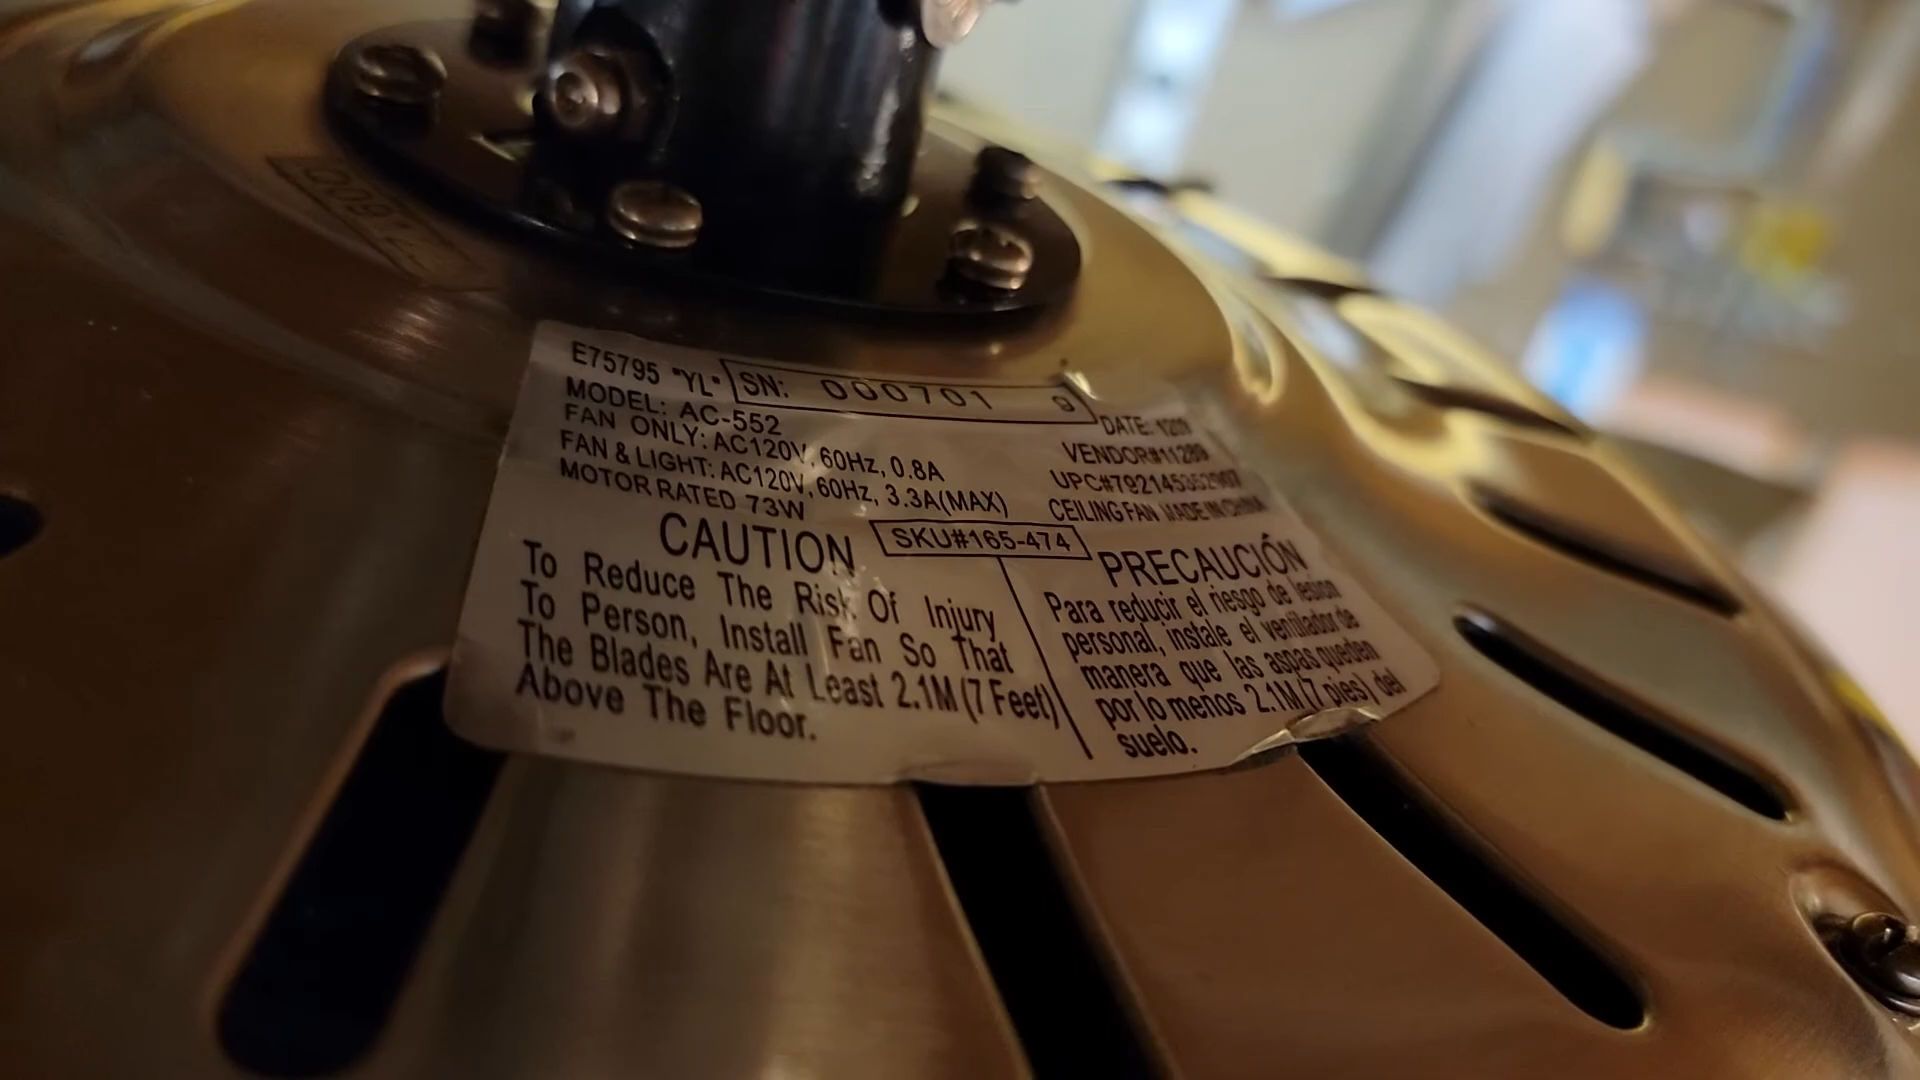 E75795 "YL" SN: 000701 9
MODEL: AC-552
FAN ONLY: AC120V, 60Hz, 0.8A
FAN & LIGHT: AC120V, 60Hz, 3.3A(MAX)
MOTOR RATED 73W
DATE:
VENDOR#11289
CEILING FAN MADE IN CHINA
SKU#165-474
CAUTION
To Reduce The Risk Of Injury
To Person, Install Fan So That
The Blades Are At Least 2.1M (7 Feet)
Above The Floor.
PRECAUCIÓN
Para reducir el riesgo de lesión
personal, instale el ventilador de
manera que las aspas queden
por lo menos 2.1M (7 pies) del
suelo.